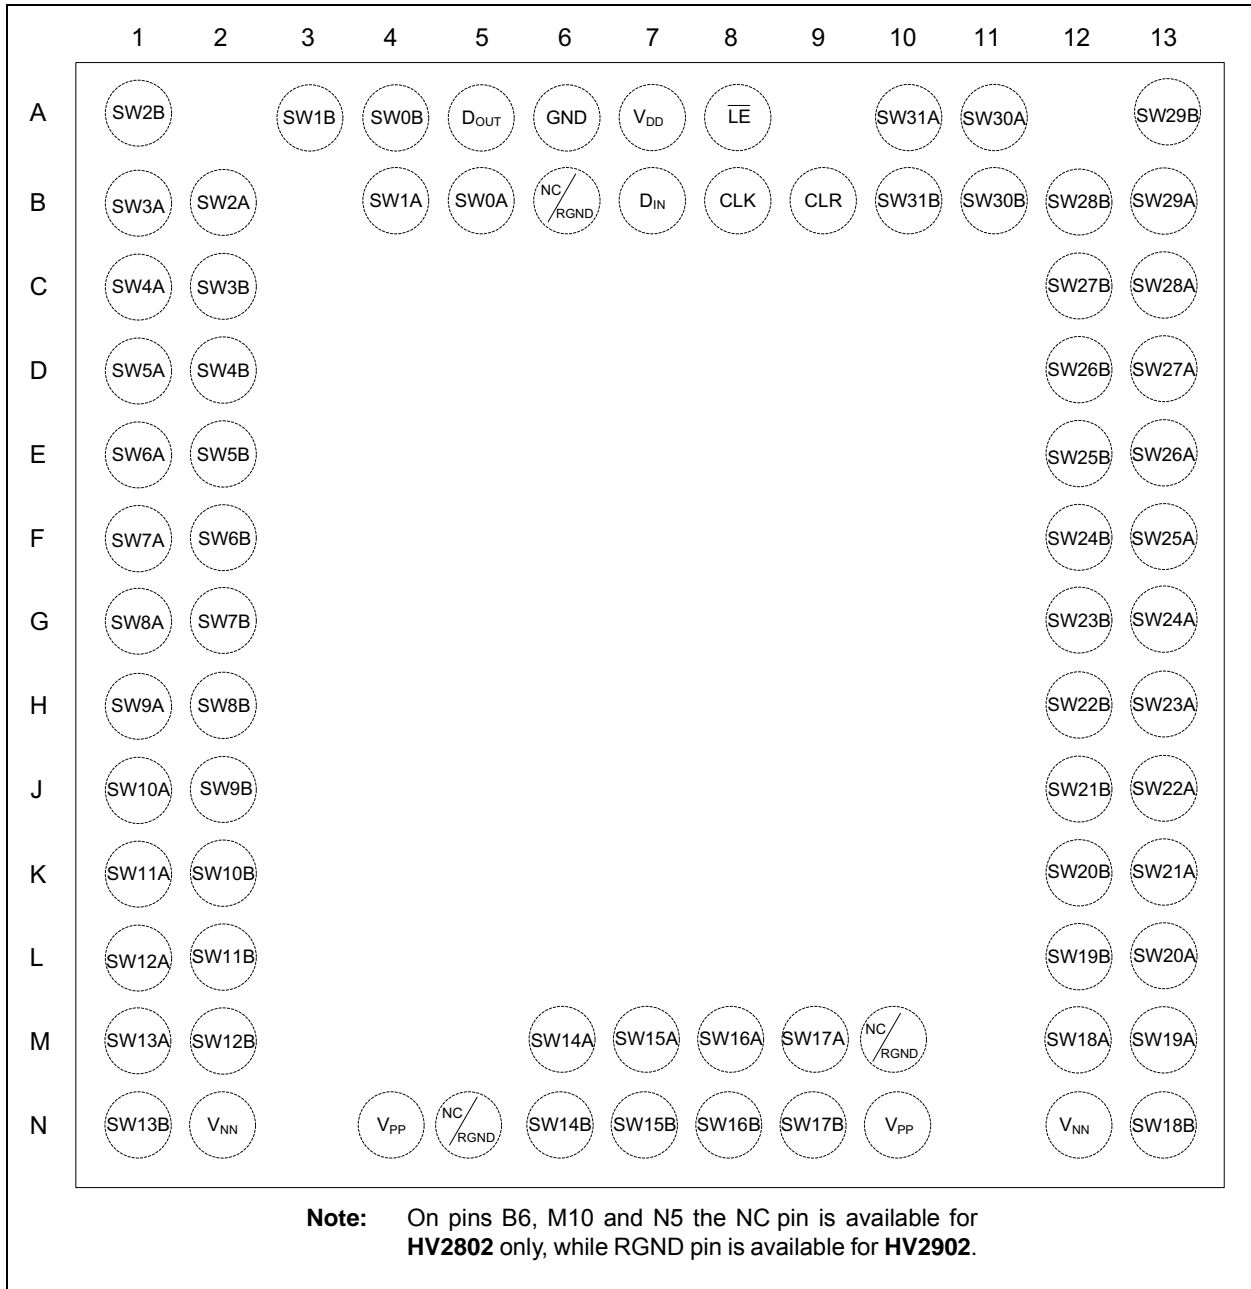 1 2 3 4 5 6 7 8 9 10 11 12 13
A SW2B SW1B SW0B DOUT GND VDD L̅E̅ SW31A SW30A SW29B
B SW3A SW2A SW1A SW0A NC/RGND DIN CLK CLR SW31B SW30B SW28B SW29A
C SW4A SW3B SW27B SW28A
D SW5A SW4B SW26B SW27A
E SW6A SW5B SW25B SW26A
F SW7A SW6B SW24B SW25A
G SW8A SW7B SW23B SW24A
H SW9A SW8B SW22B SW23A
J SW10A SW9B SW21B SW22A
K SW11A SW10B SW20B SW21A
L SW12A SW11B SW19B SW20A
M SW13A SW12B SW14A SW15A SW16A SW17A NC/RGND SW18A SW19A
N SW13B VNN VPP NC/RGND SW14B SW15B SW16B SW17B VPP VNN SW18B
Note: On pins B6, M10 and N5 the NC pin is available for
HV2802 only, while RGND pin is available for HV2902.